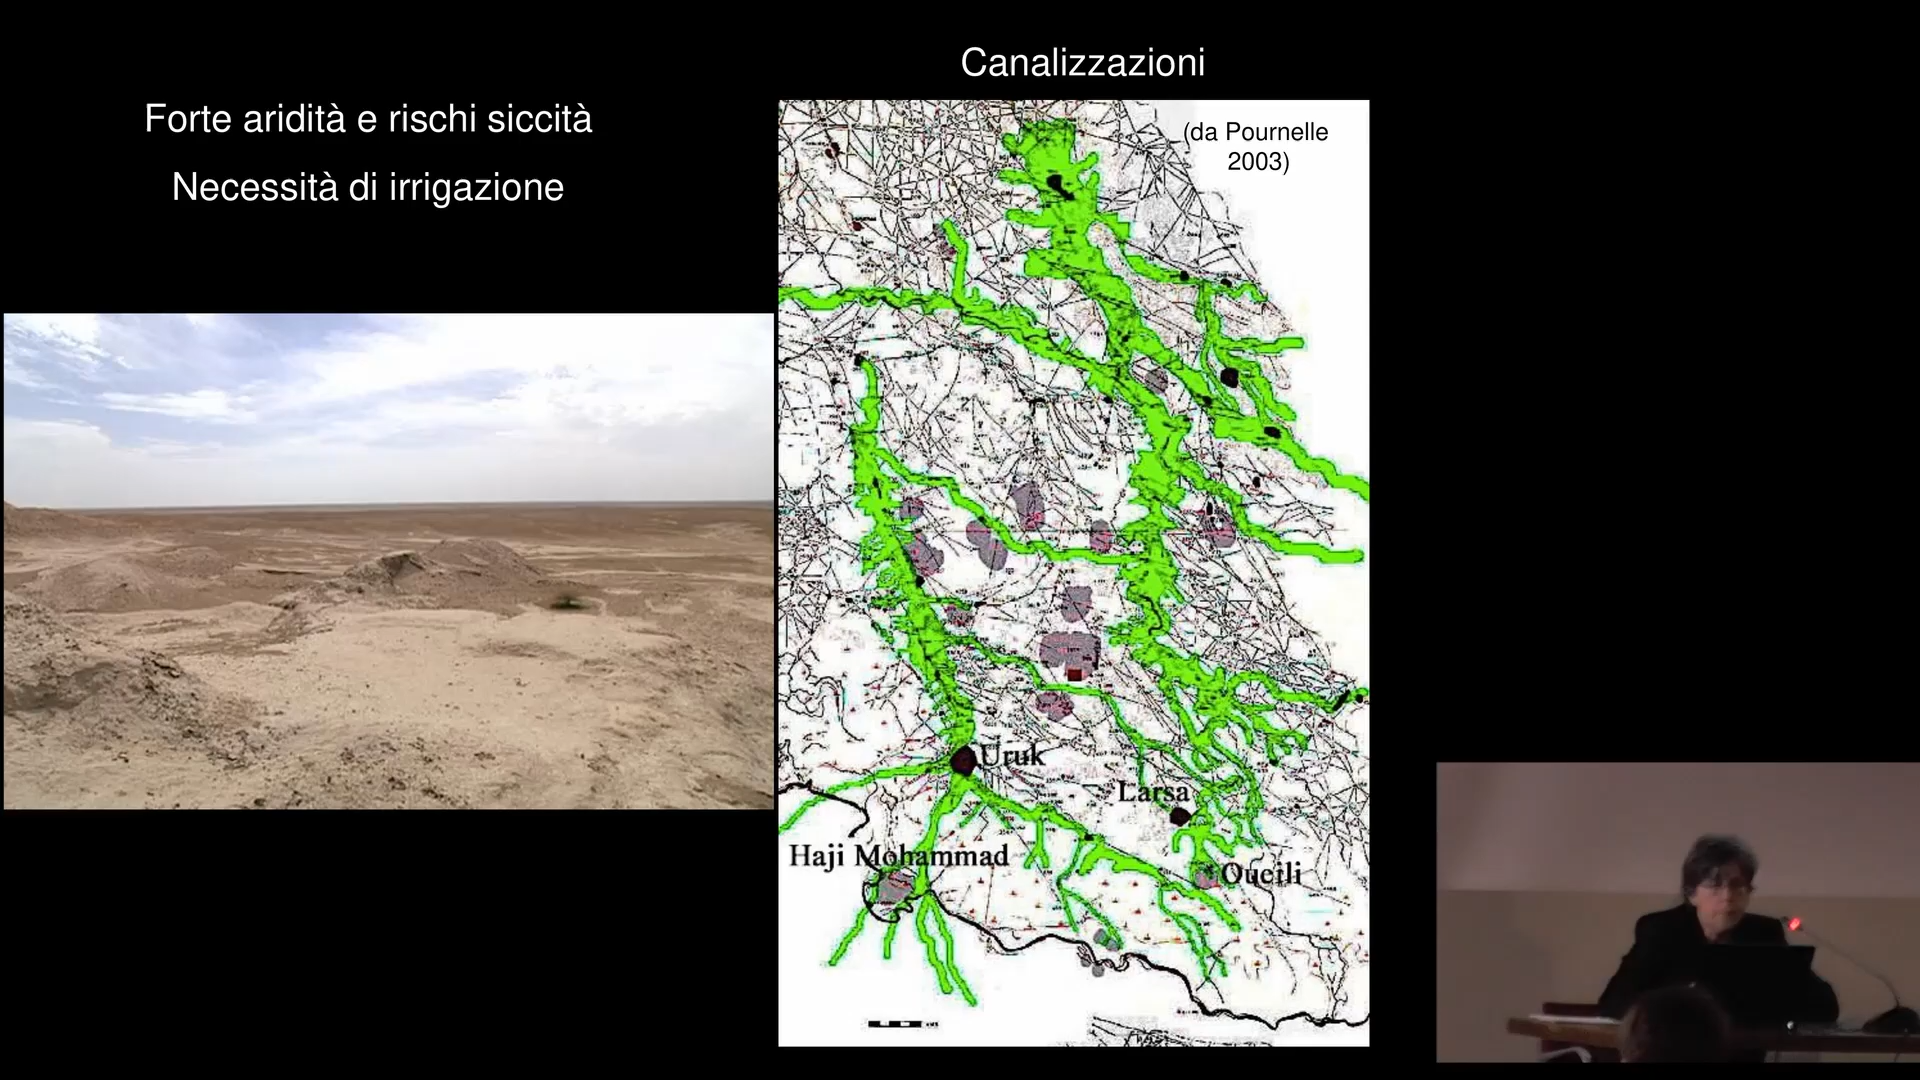 Canalizzazioni
Forte aridità e rischi siccità
Necessità di irrigazione
(da Pournelle
2003)
Uruk
Larsa
Haji Mohammad
Oueili